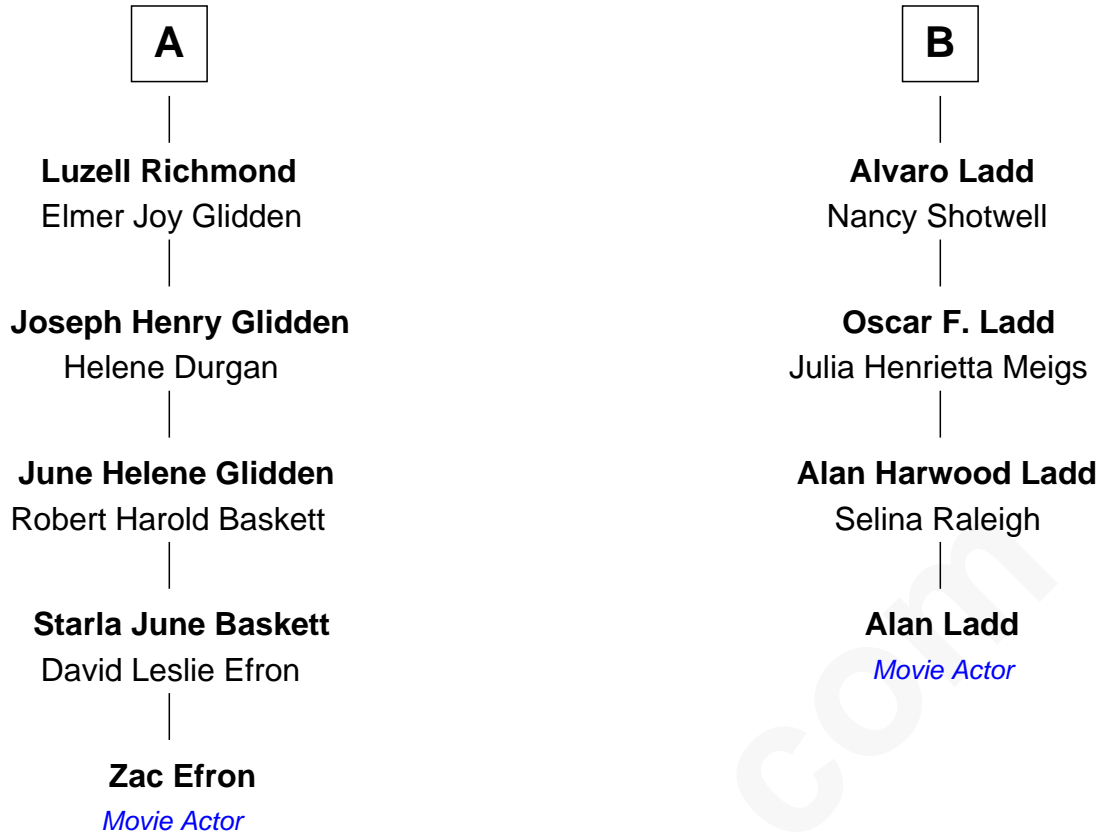 A
Luzell Richmond
Elmer Joy Glidden
Joseph Henry Glidden
Helene Durgan
June Helene Glidden
Robert Harold Baskett
Starla June Baskett
David Leslie Efron
Zac Efron
Movie Actor
B
Alvaro Ladd
Nancy Shotwell
Oscar F. Ladd
Julia Henrietta Meigs
Alan Harwood Ladd
Selina Raleigh
Alan Ladd
Movie Actor
com